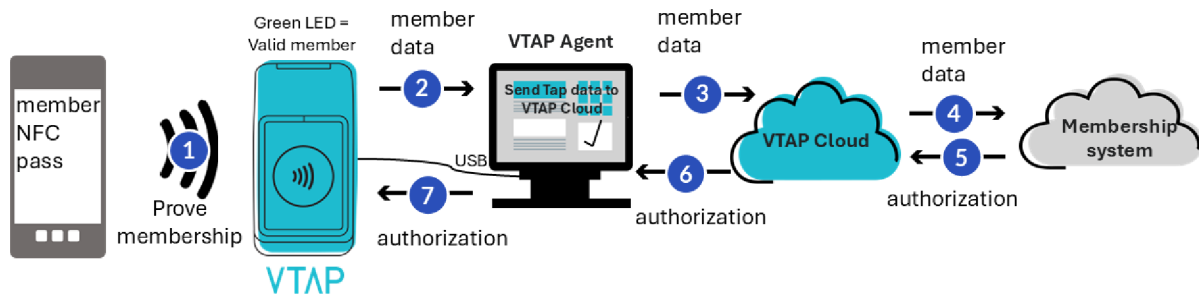 member
NFC
pass
1
Prove
membership
Green LED =
Valid member
VTAP
member
data
2
USB
7
authorization
VTAP Agent
Send Tap data to
VTAP Cloud
member
data
3
6
authorization
VTAP Cloud
member
data
4
5
authorization
Membership
system